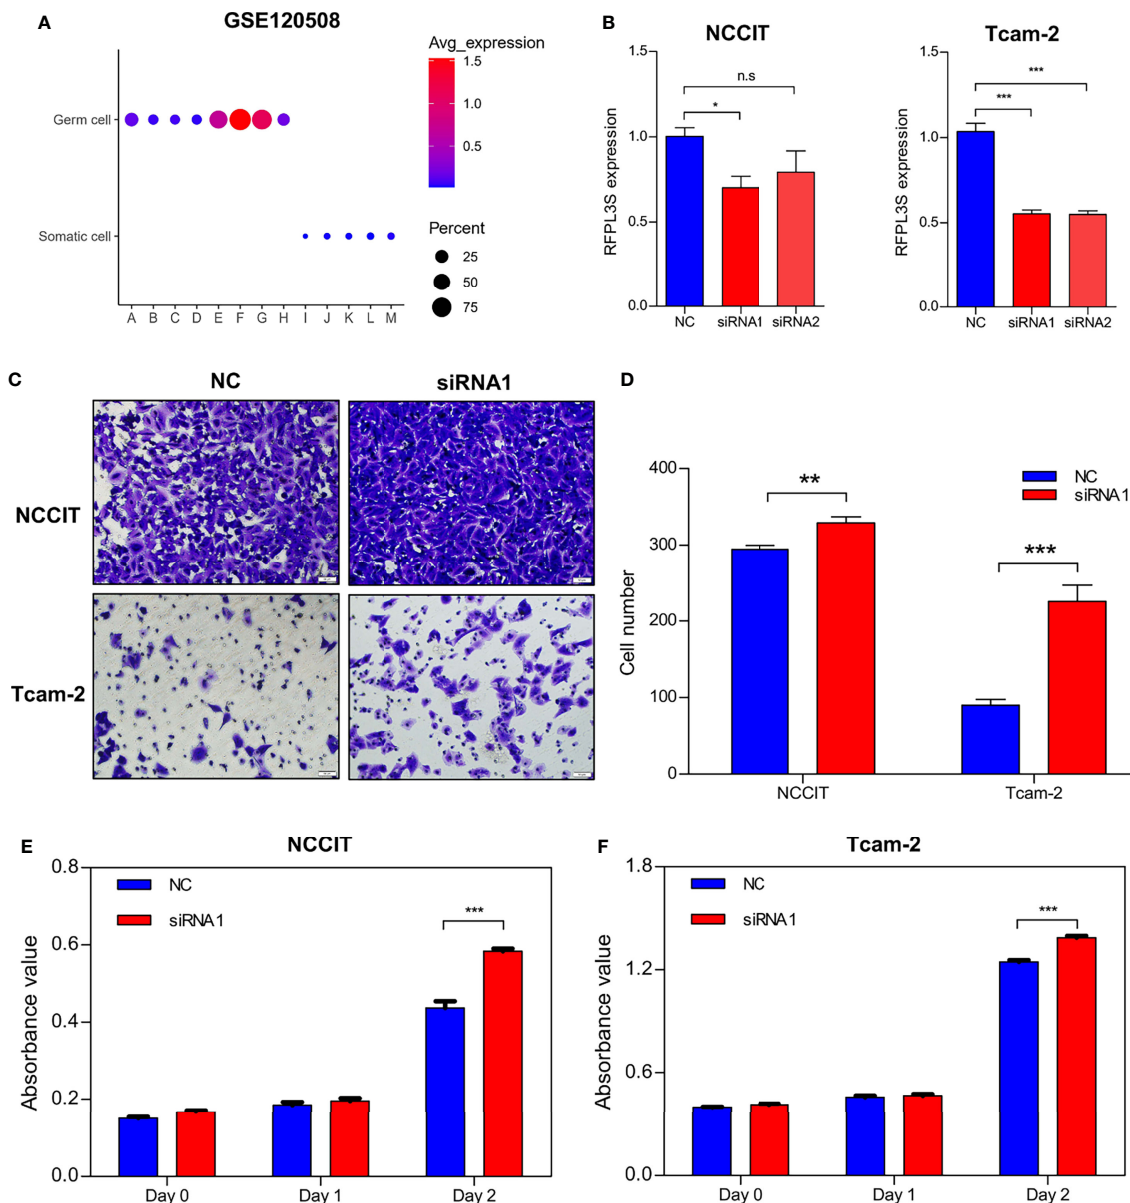 A
GSE120508
Germ cell
Somatic cell
A B C D E F G H I J K L M
Avg_expression
1.5
1.0
0.5
Percent
25
50
75
B
NCCIT
RFPL3S expression
1.5
1.0
0.5
0.0
n.s
*
NC siRNA1 siRNA2
Tcam-2
RFPL3S expression
1.5
1.0
0.5
0.0
***
***
NC siRNA1 siRNA2
C
NC siRNA1
NCCIT
Tcam-2
D
Cell number
400
300
200
100
0
NC
siRNA1
**
***
NCCIT Tcam-2
E
NCCIT
Absorbance value
0.8
0.6
0.4
0.2
0.0
NC
siRNA1
***
Day 0 Day 1 Day 2
F
Tcam-2
Absorbance value
1.8
1.2
0.6
0.0
NC
siRNA1
***
Day 0 Day 1 Day 2